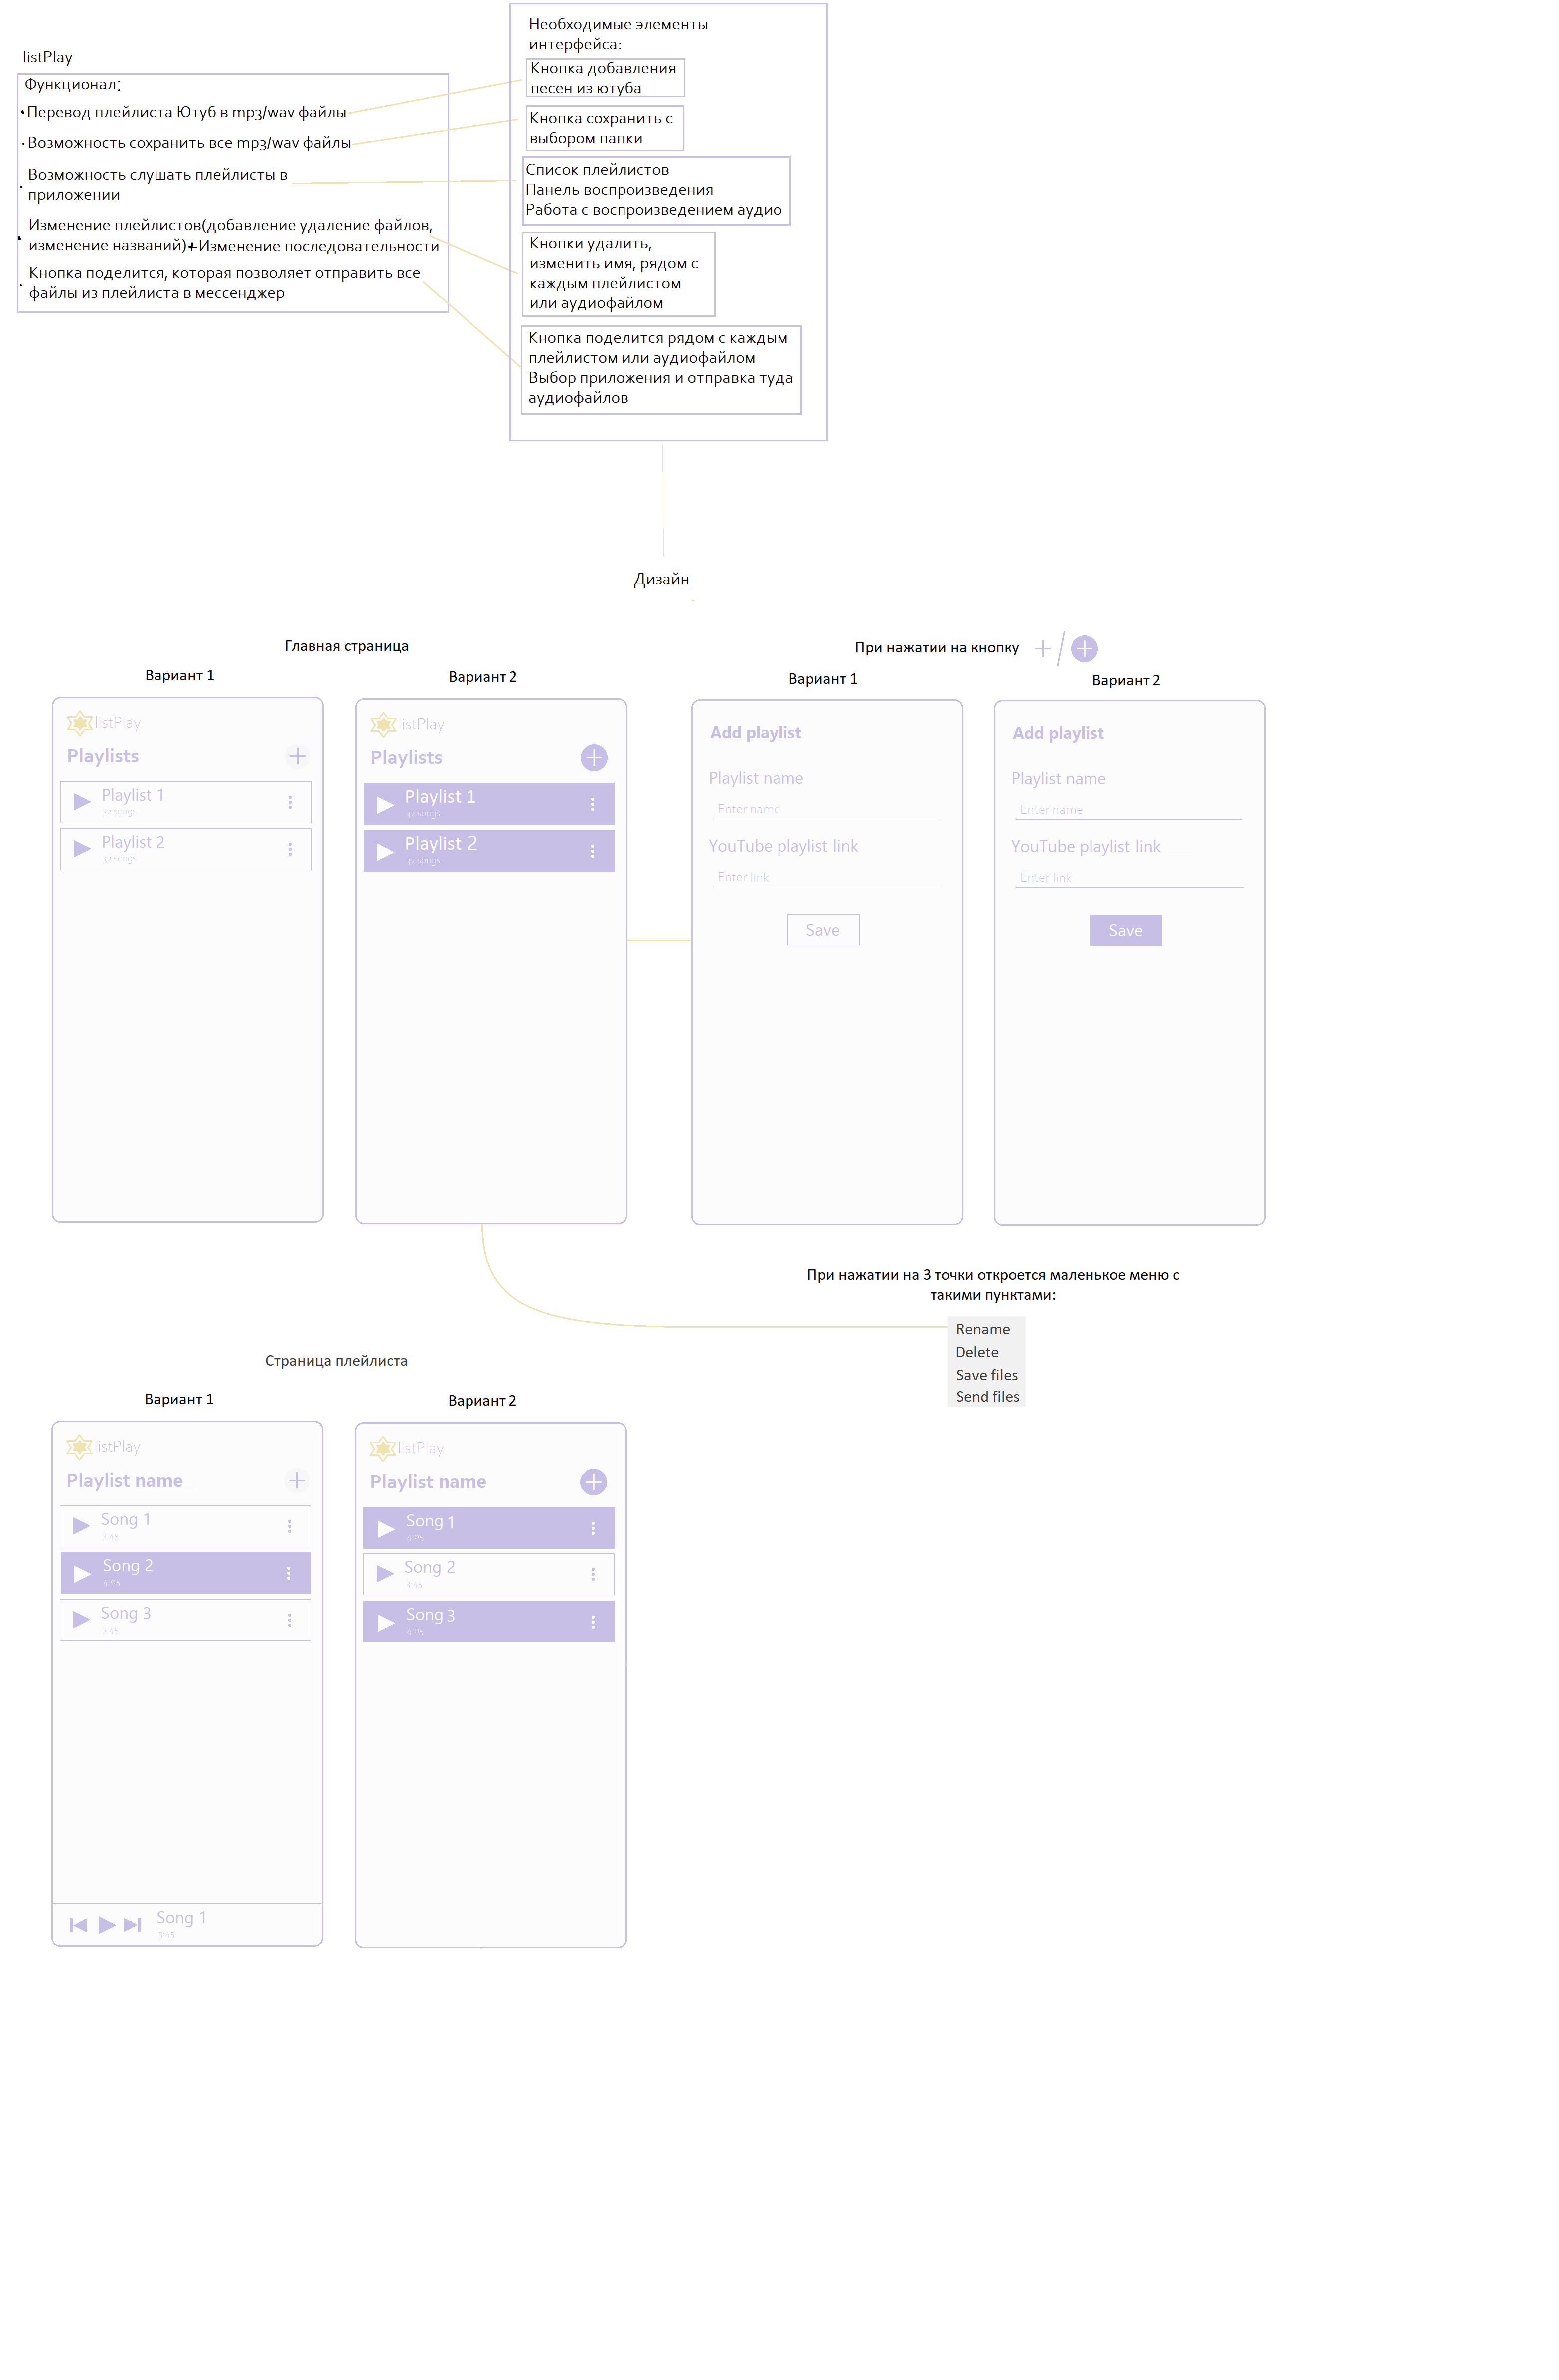 listPlay
Функционал:
Перевод плейлиста Ютуб в mp3/wav файлы
Возможность сохранить все mp3/wav файлы
Возможность слушать плейлисты в
приложении
Изменение плейлистов(добавление удаление файлов,
изменение названий)+Изменение последовательности
Кнопка поделится, которая позволяет отправить все
файлы из плейлиста в мессенджер
Необходимые элементы
интерфейса:
Кнопка добавления
песен из ютуба
Кнопка сохранить с
выбором папки
Список плейлистов
Панель воспроизведения
Работа с воспроизведением аудио
Кнопки удалить,
изменить имя, рядом с
каждым плейлистом
или аудиофайлом
Кнопка поделится рядом с каждым
плейлистом или аудиофайлом
Выбор приложения и отправка туда
аудиофайлов
Дизайн
Главная страница
Вариант 1
listPlay
Playlists
Playlist 1
32 songs
Playlist 2
32 songs
Вариант 2
listPlay
Playlists
Playlist 1
32 songs
Playlist 2
32 songs
При нажатии на кнопку + / +
Вариант 1
Add playlist
Playlist name
Enter name
YouTube playlist link
Enter link
Save
Вариант 2
Add playlist
Playlist name
Enter name
YouTube playlist link
Enter link
Save
При нажатии на 3 точки откроется маленькое меню с
такими пунктами:
Rename
Delete
Save files
Send files
Страница плейлиста
Вариант 1
listPlay
Playlist name
Song 1
3:45
Song 2
4:05
Song 3
3:45
Song 1
3:45
Вариант 2
listPlay
Playlist name
Song 1
4:05
Song 2
3:45
Song 3
4:05